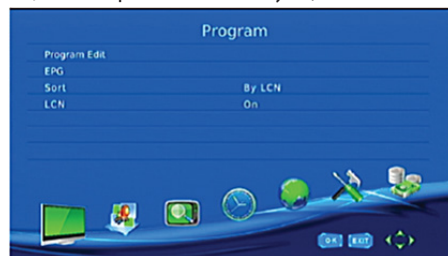 Program
Program Edit
EPG
Sort By LCN
LCN On
OK EXIT